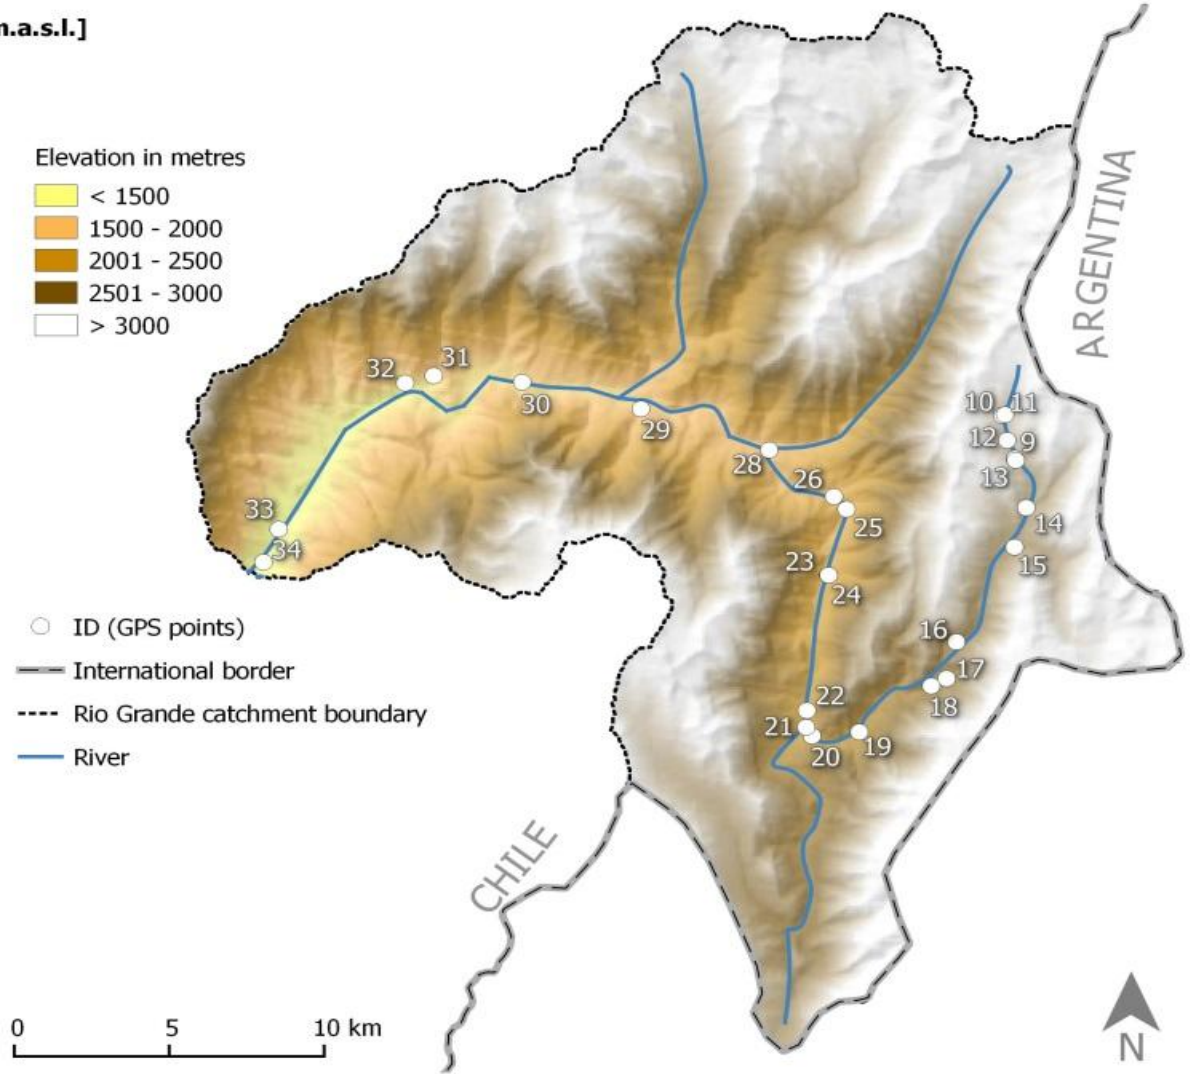 m.a.s.l.]
Elevation in metres
< 1500
1500 - 2000
2001 - 2500
2501 - 3000
> 3000
ARGENTINA
32
31
30
29
28
26
25
10
11
12
9
13
14
15
23
24
33
34
16
17
18
22
21
20
19
ID (GPS points)
International border
Rio Grande catchment boundary
River
CHILE
0
5
10 km
N